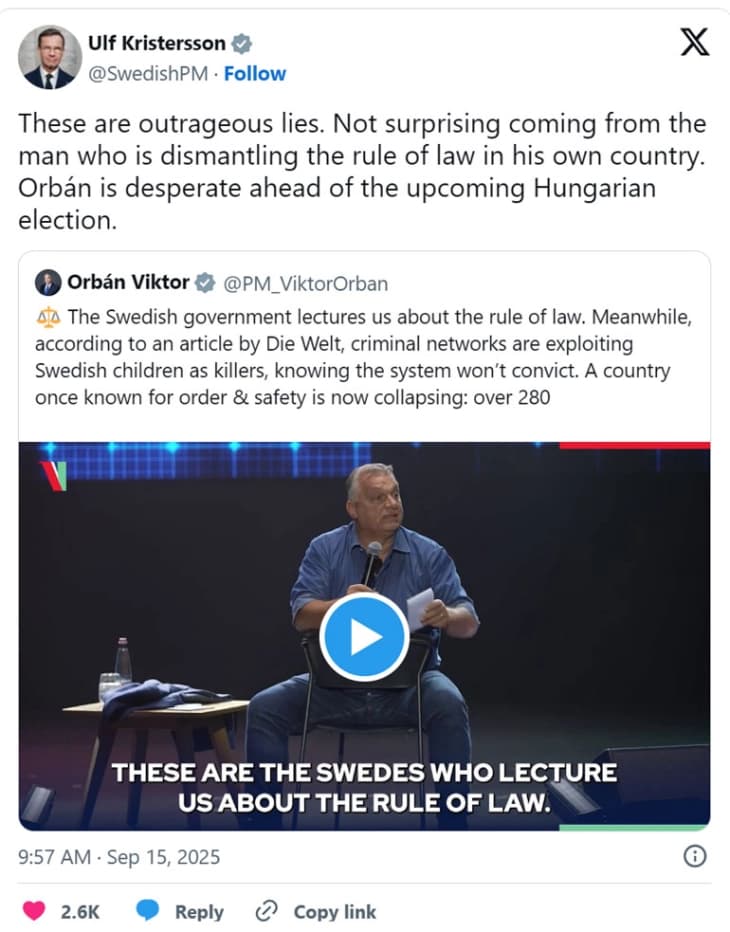 Ulf Kristersson
@SwedishPM · Follow
These are outrageous lies. Not surprising coming from the
man who is dismantling the rule of law in his own country.
Orbán is desperate ahead of the upcoming Hungarian
election.
Orbán Viktor @PM_ViktorOrban
⚖️ The Swedish government lectures us about the rule of law. Meanwhile,
according to an article by Die Welt, criminal networks are exploiting
Swedish children as killers, knowing the system won’t convict. A country
once known for order & safety is now collapsing: over 280
THESE ARE THE SWEDES WHO LECTURE
US ABOUT THE RULE OF LAW.
9:57 AM · Sep 15, 2025
2.6K Reply Copy link